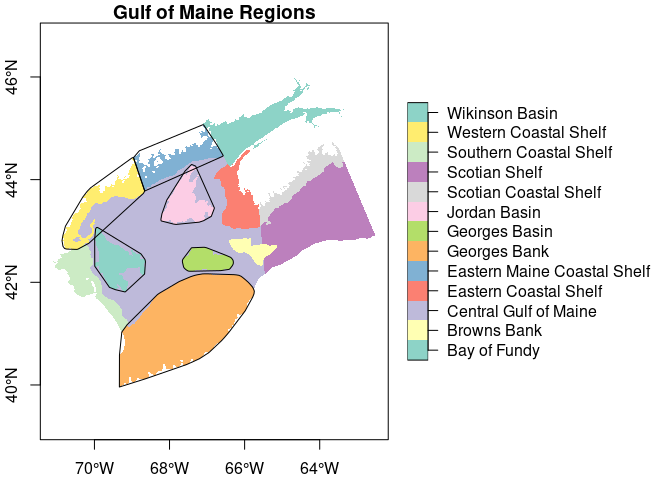 Gulf of Maine Regions
46°N
44°N
42°N
40°N
70°W
68°W
66°W
64°W
Wikinson Basin
Western Coastal Shelf
Southern Coastal Shelf
Scotian Shelf
Scotian Coastal Shelf
Jordan Basin
Georges Basin
Georges Bank
Eastern Maine Coastal Shelf
Eastern Coastal Shelf
Central Gulf of Maine
Browns Bank
Bay of Fundy